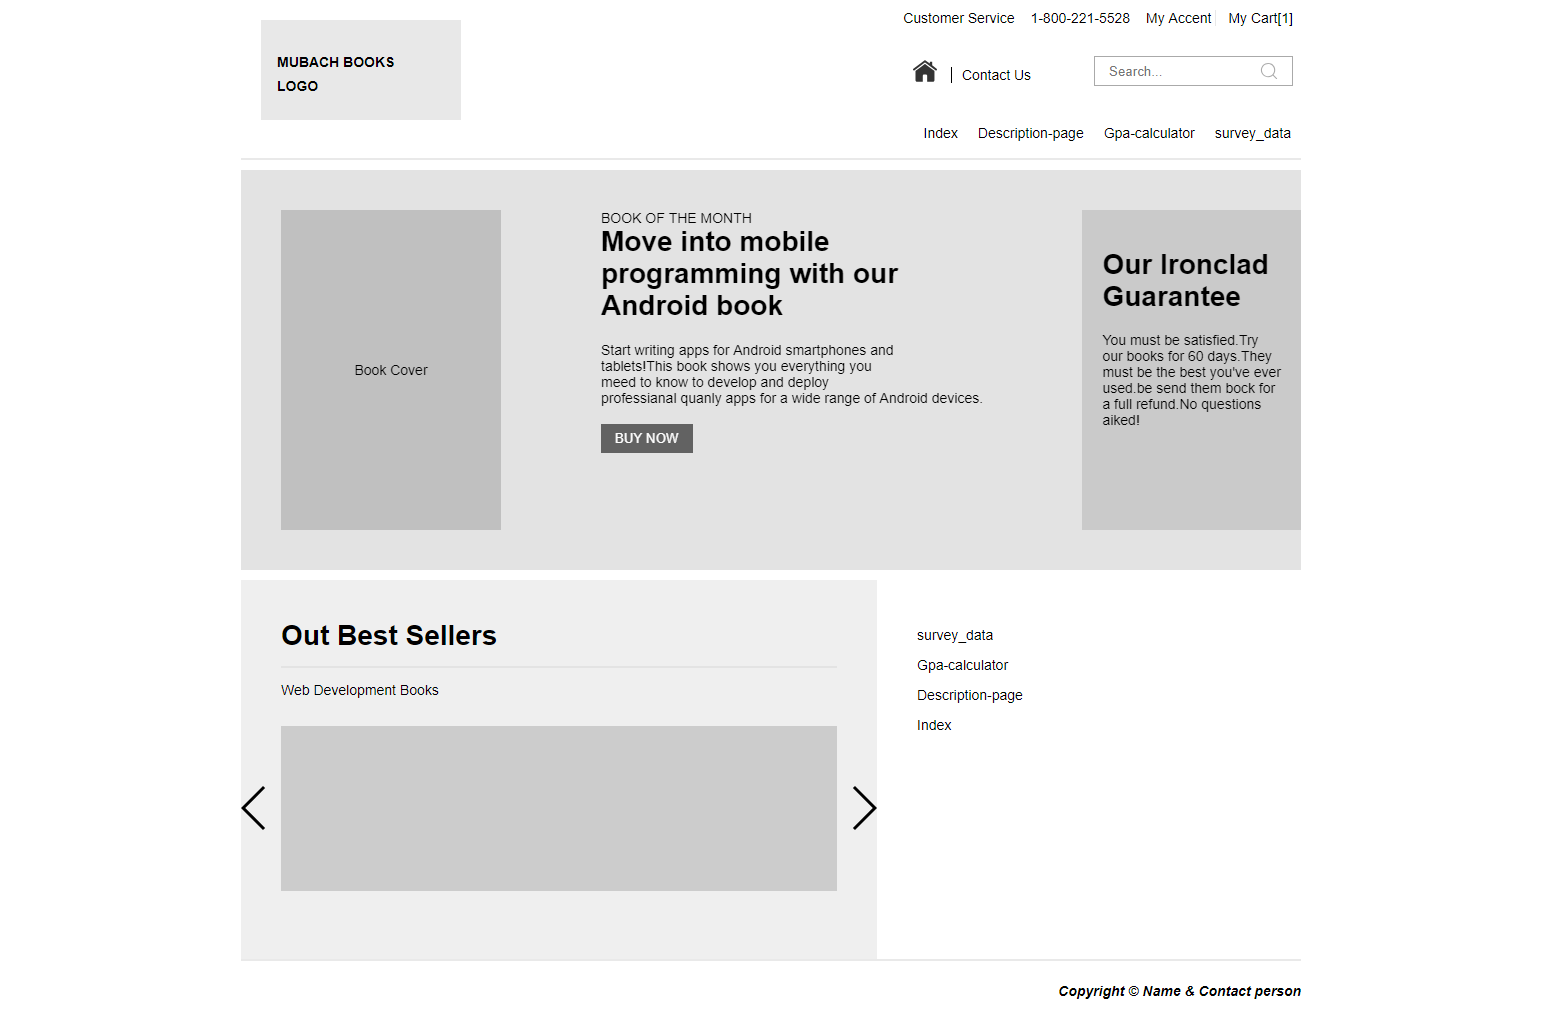 Customer Service 1-800-221-5528 My Accent My Cart[1]
MUBACH BOOKS
LOGO
Contact Us
Search...
Index Description-page Gpa-calculator survey_data
Book Cover
BOOK OF THE MONTH
Move into mobile
programming with our
Android book
Start writing apps for Android smartphones and
tablets!This book shows you everything you
meed to know to develop and deploy
professianal quanly apps for a wide range of Android devices.
BUY NOW
Our Ironclad
Guarantee
You must be satisfied.Try
our books for 60 days.They
must be the best you've ever
used.be send them bock for
a full refund.No questions
aiked!
Out Best Sellers
Web Development Books
survey_data
Gpa-calculator
Description-page
Index
Copyright © Name & Contact person